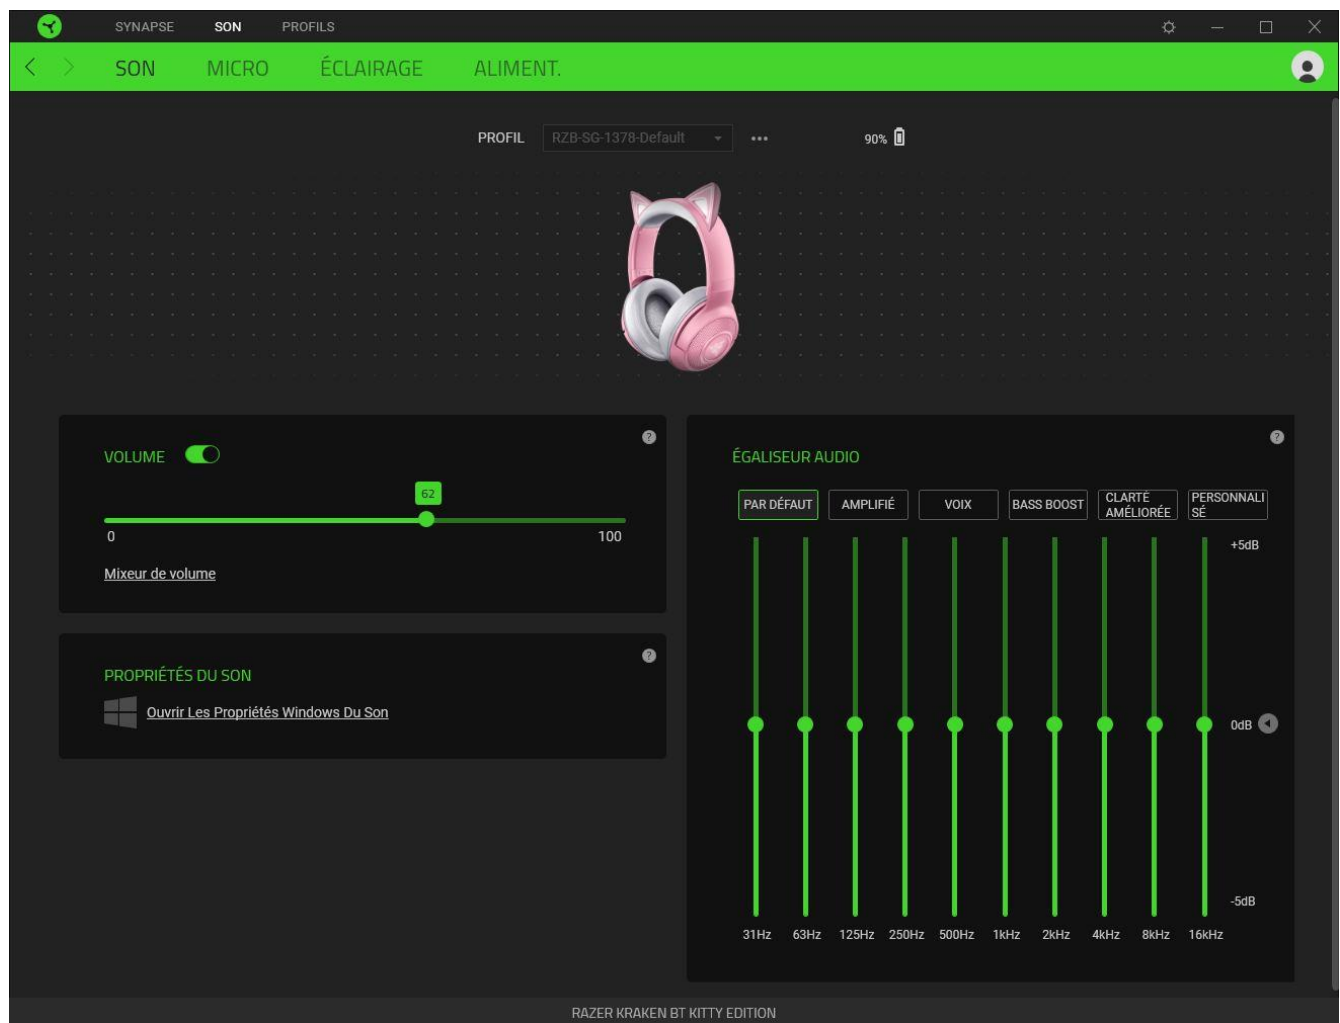 SYNAPSE SON PROFILS
SON MICRO ÉCLAIRAGE ALIMENT.
PROFIL RZB-SG-1378-Default 90%
VOLUME
62
0 100
Mixeur de volume
PROPRIÉTÉS DU SON
Ouvrir Les Propriétés Windows Du Son
ÉGALISEUR AUDIO
PAR DÉFAUT AMPLIFIÉ VOIX BASS BOOST CLARTÉ AMÉLIORÉE PERSONNALI SÉ
+5dB
0dB
-5dB
31Hz 63Hz 125Hz 250Hz 500Hz 1kHz 2kHz 4kHz 8kHz 16kHz
RAZER KRAKEN BT KITTY EDITION